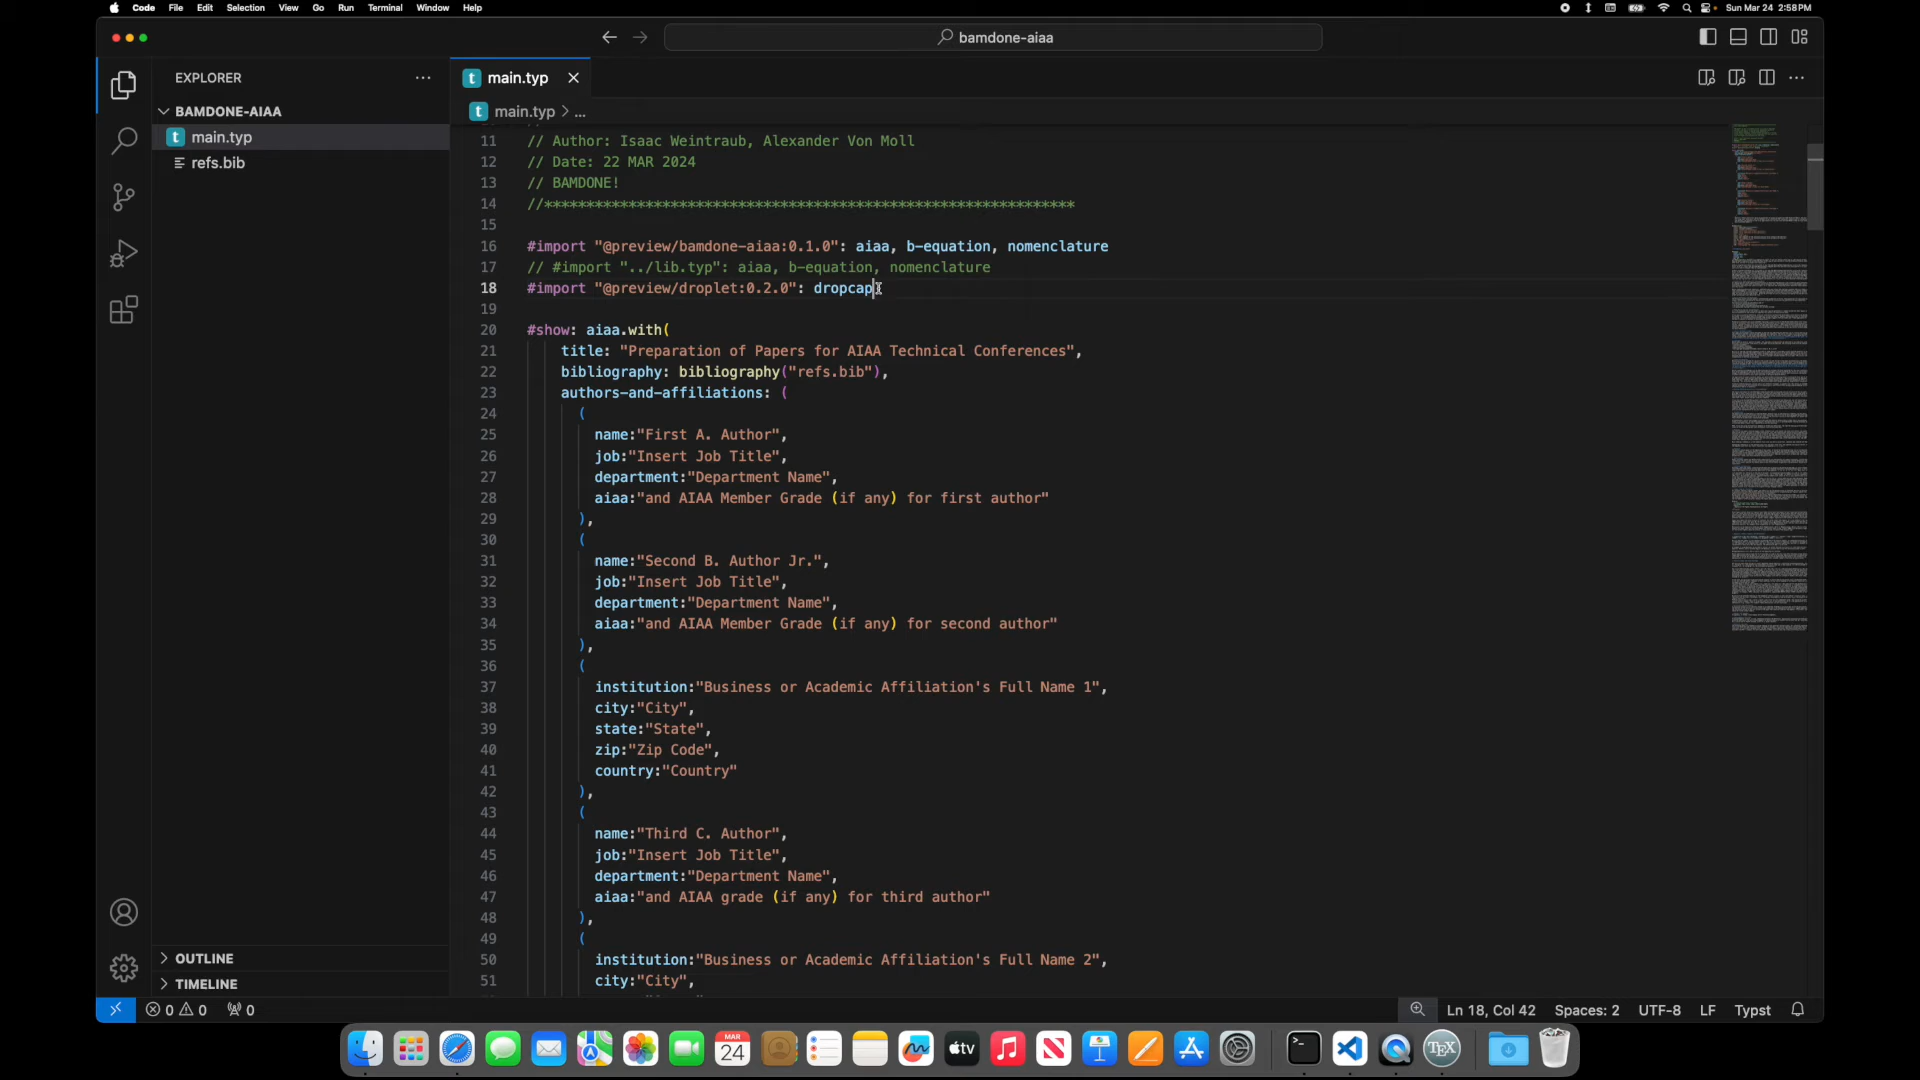 Code File Edit Selection View Go Run Terminal Window Help
Sun Mar 24 2:58 PM
bamdone-aiaa
EXPLORER
BAMDONE-AIAA
main.typ
refs.bib
OUTLINE
TIMELINE
main.typ
main.typ > ...
11 // Author: Isaac Weintraub, Alexander Von Moll
12 // Date: 22 MAR 2024
13 // BAMDONE!
14 //***************************************************************
15
16 #import "@preview/bamdone-aiaa:0.1.0": aiaa, b-equation, nomenclature
17 // #import "../lib.typ": aiaa, b-equation, nomenclature
18 #import "@preview/droplet:0.2.0": dropcap
19
20 #show: aiaa.with(
21 title: "Preparation of Papers for AIAA Technical Conferences",
22 bibliography: bibliography("refs.bib"),
23 authors-and-affiliations: (
24 (
25 name:"First A. Author",
26 job:"Insert Job Title",
27 department:"Department Name",
28 aiaa:"and AIAA Member Grade (if any) for first author"
29 ),
30 (
31 name:"Second B. Author Jr.",
32 job:"Insert Job Title",
33 department:"Department Name",
34 aiaa:"and AIAA Member Grade (if any) for second author"
35 ),
36 (
37 institution:"Business or Academic Affiliation's Full Name 1",
38 city:"City",
39 state:"State",
40 zip:"Zip Code",
41 country:"Country"
42 ),
43 (
44 name:"Third C. Author",
45 job:"Insert Job Title",
46 department:"Department Name",
47 aiaa:"and AIAA grade (if any) for third author"
48 ),
49 (
50 institution:"Business or Academic Affiliation's Full Name 2",
51 city:"City",
0 0 0
Ln 18, Col 42 Spaces: 2 UTF-8 LF Typst
MAR
24
tv
TEX